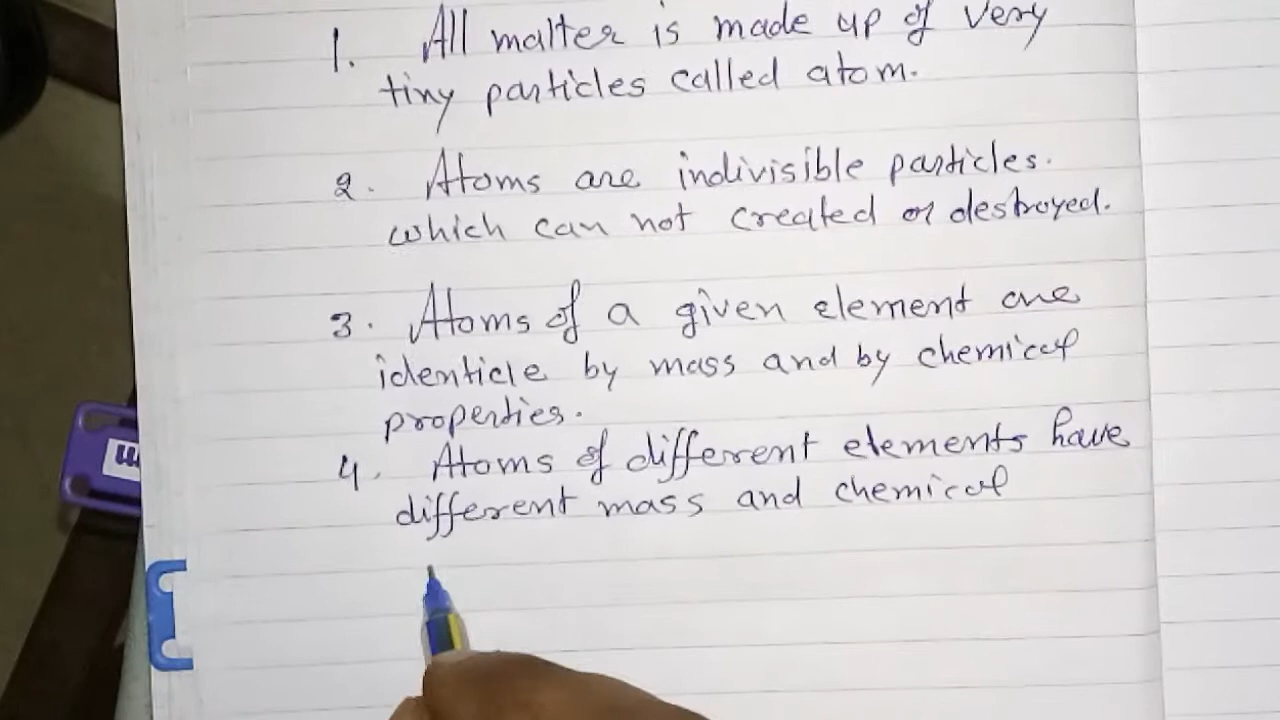 1. All matter is made up of very
tiny particles called atom.
2. Atoms are indivisible particles.
which can not created or destroyed.
3. Atoms of a given element are
identicle by mass and by chemical
properties.
4. Atoms of different elements have
different mass and chemical